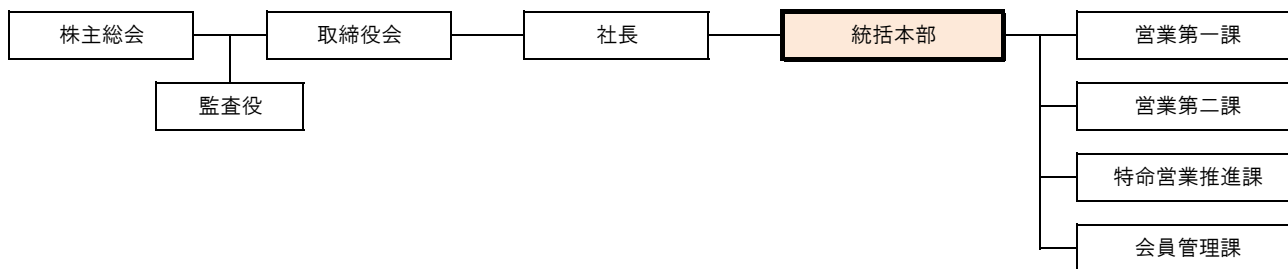 株主総会
取締役会
社長
統括本部
営業第一課
監査役
営業第二課
特命営業推進課
会員管理課